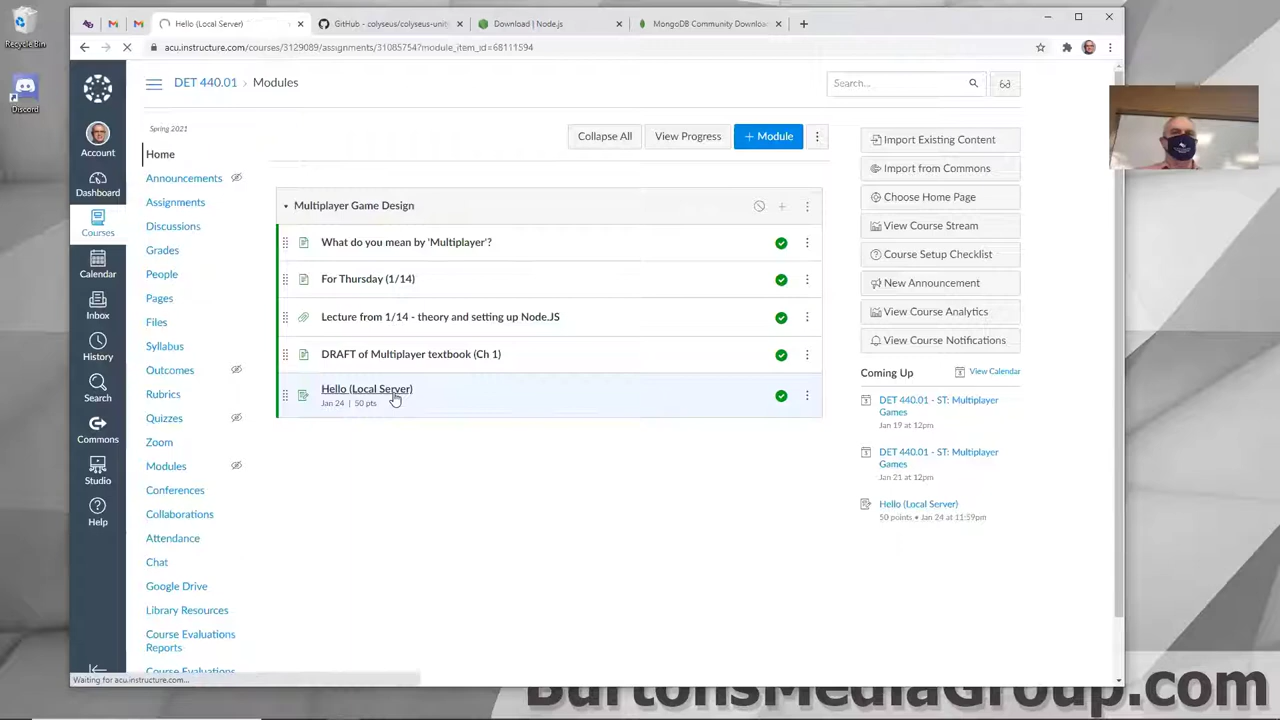 Recycle Bin
Discord
Hello (Local Server)
GitHub - colyseus/colyseus-unit
Download | Node.js
MongoDB Community Download
acu.instructure.com/courses/3129089/assignments/31085754?module_item_id=68111594
DET 440.01 › Modules
Search...
Spring 2021
Collapse All
View Progress
+ Module
Account
Dashboard
Courses
Calendar
Inbox
History
Search
Commons
Studio
Help
Home
Announcements
Assignments
Discussions
Grades
People
Pages
Files
Syllabus
Outcomes
Rubrics
Quizzes
Zoom
Modules
Conferences
Collaborations
Attendance
Chat
Google Drive
Library Resources
Course Evaluations
Reports
Course Evaluations
Multiplayer Game Design
What do you mean by 'Multiplayer'?
For Thursday (1/14)
Lecture from 1/14 - theory and setting up Node.JS
DRAFT of Multiplayer textbook (Ch 1)
Hello (Local Server)
Jan 24 | 50 pts
Import Existing Content
Import from Commons
Choose Home Page
View Course Stream
Course Setup Checklist
New Announcement
View Course Analytics
View Course Notifications
Coming Up
View Calendar
DET 440.01 - ST: Multiplayer
Games
Jan 19 at 12pm
DET 440.01 - ST: Multiplayer
Games
Jan 21 at 12pm
Hello (Local Server)
50 points • Jan 24 at 11:59pm
Waiting for acu.instructure.com...
BurtonsMediaGroup.com